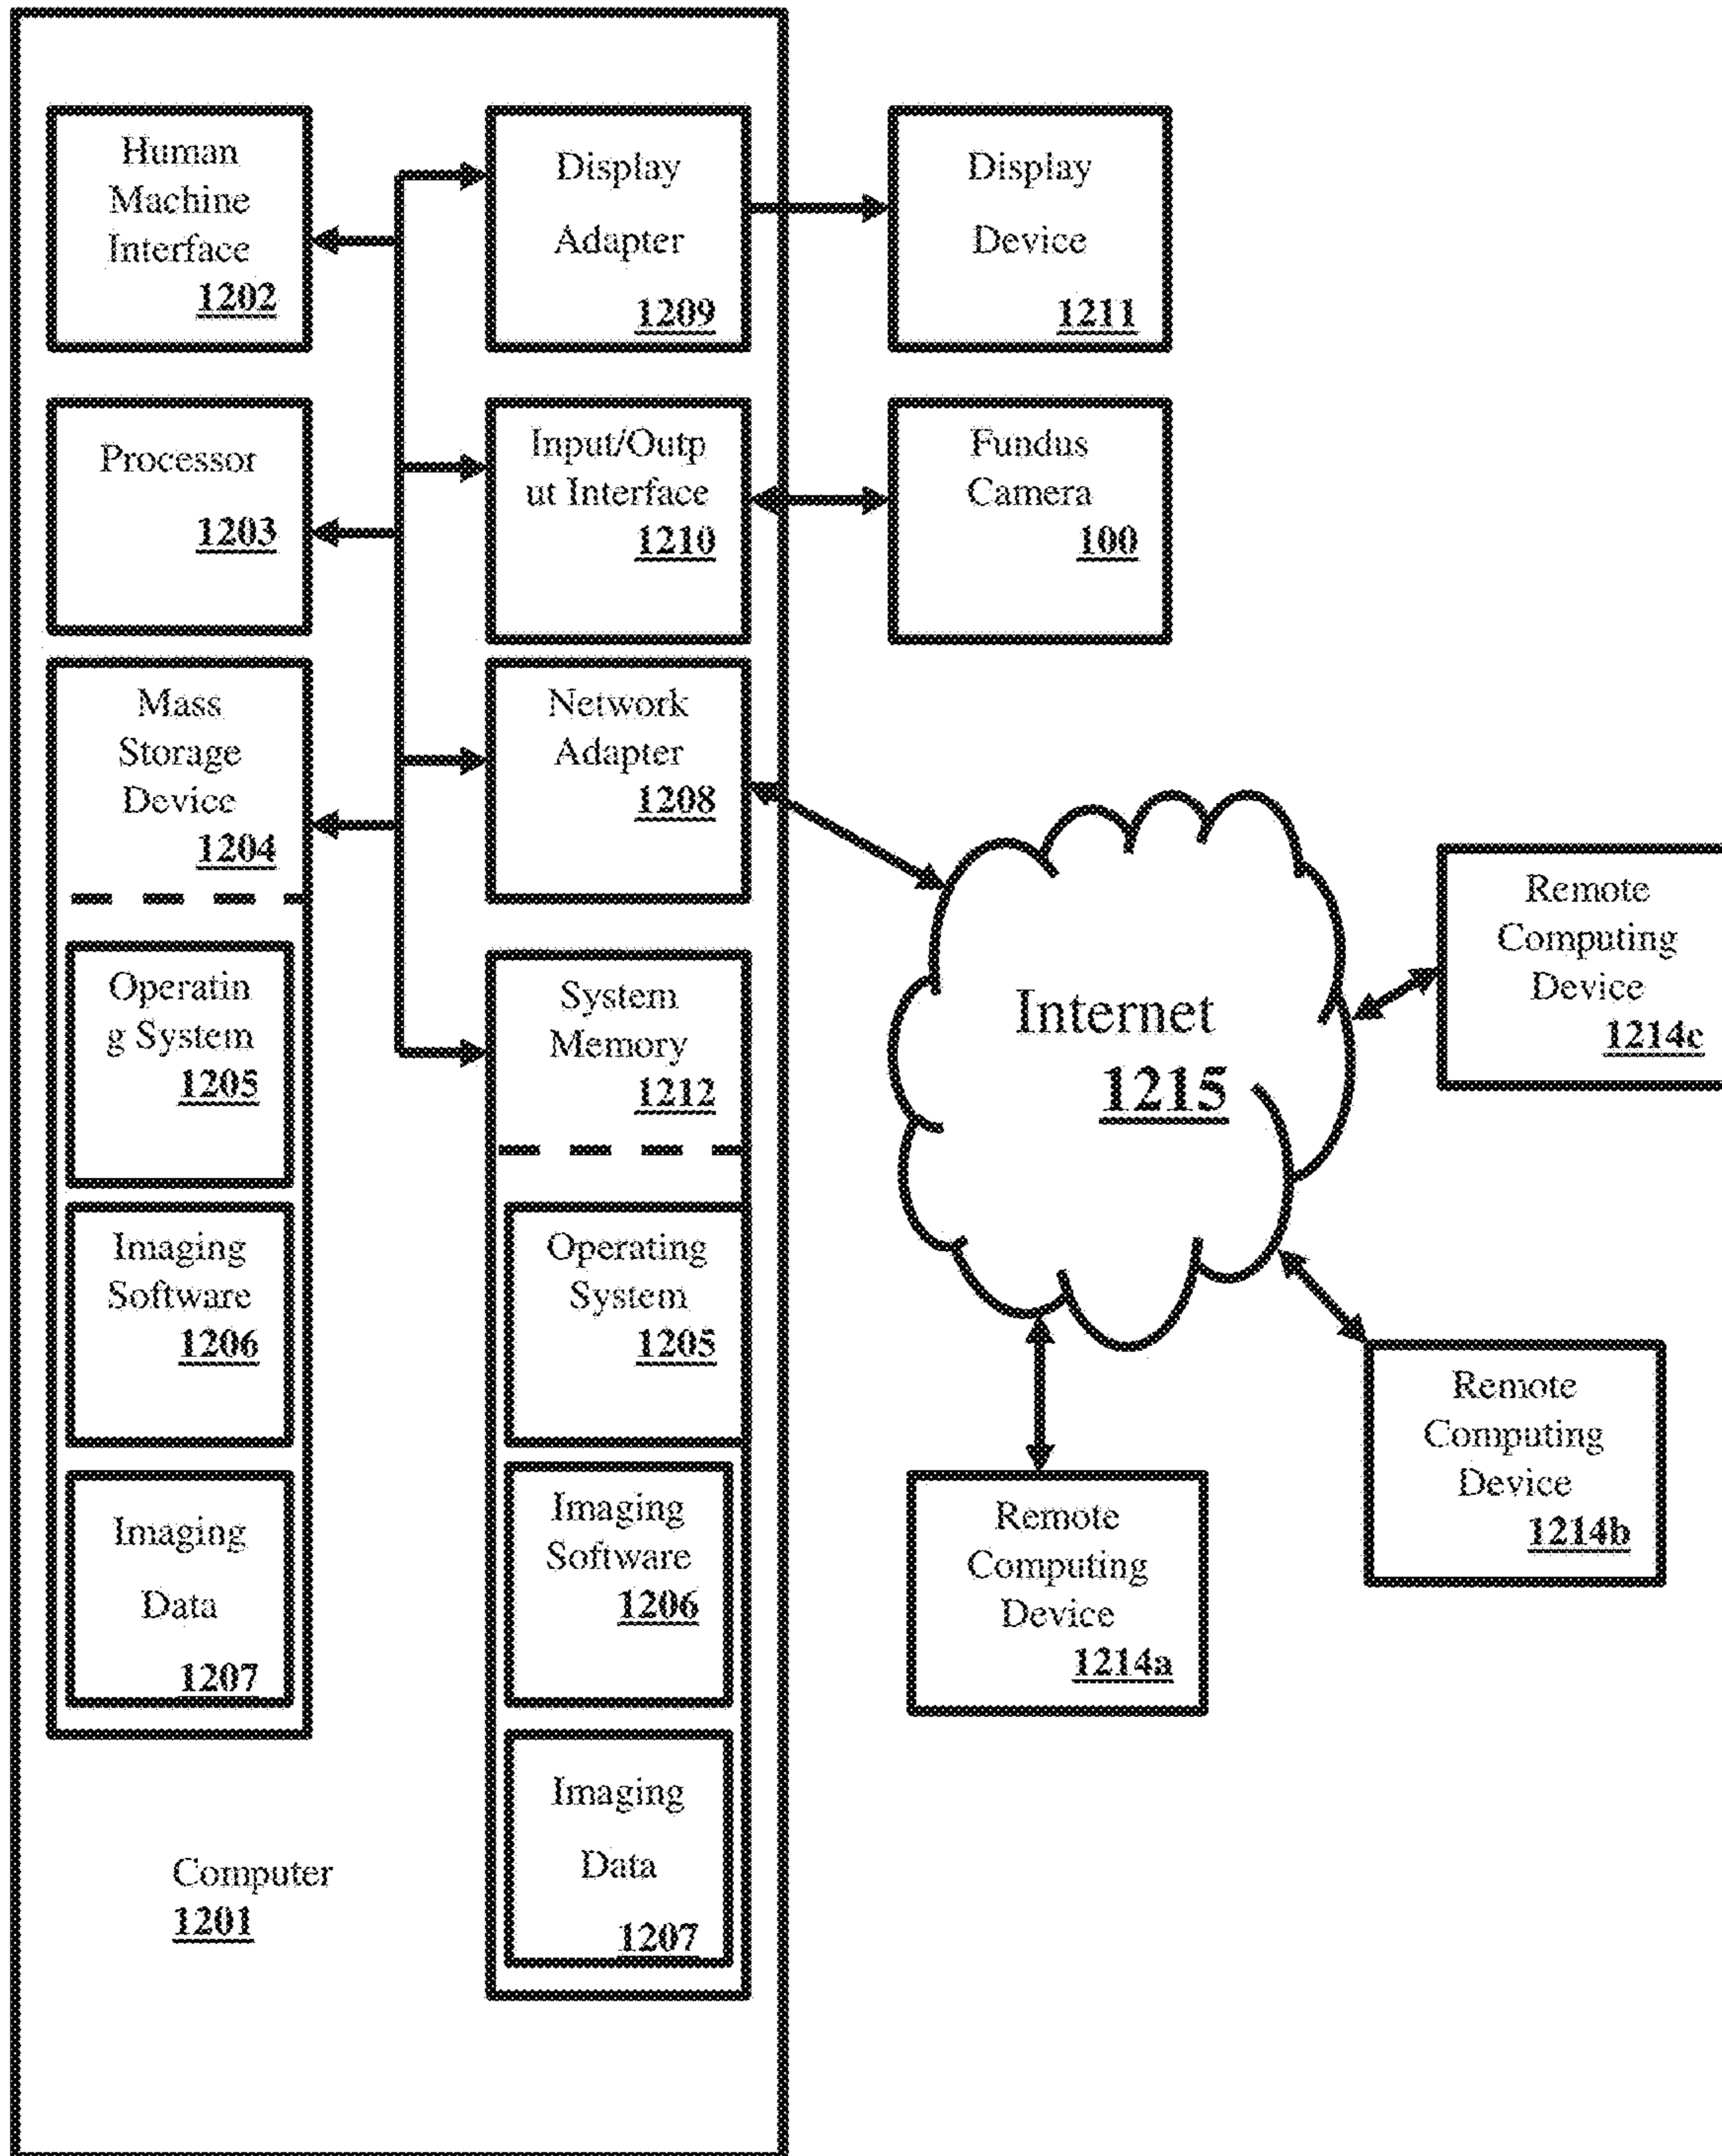 Human
Machine
Interface
1202
Display
Adapter
1209
Display
Device
1211
Processor
1203
Input/Outp
ut Interface
1210
Fundus
Camera
100
Mass
Storage
Device
1204
Network
Adapter
1208
Operatin
g System
1205
System
Memory
1212
Internet
1215
Remote
Computing
Device
1214c
Imaging
Software
1206
Operating
System
1205
Remote
Computing
Device
1214b
Imaging
Data
1207
Imaging
Software
1206
Remote
Computing
Device
1214a
Imaging
Data
1207
Computer
1201